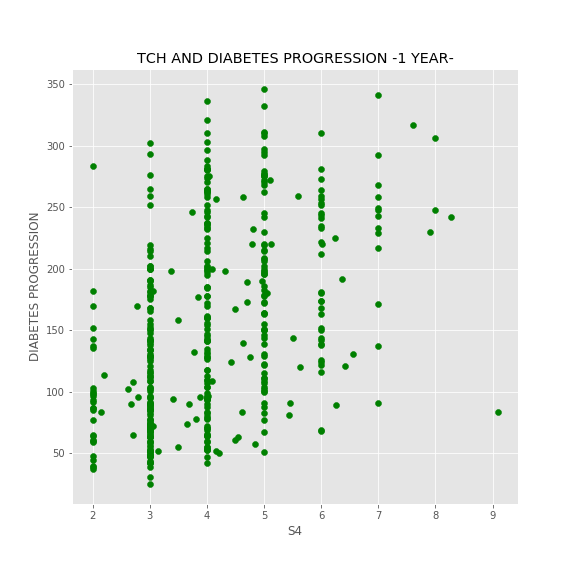 TCH AND DIABETES PROGRESSION -1 YEAR-
350
300
250
200
150
100
50
DIABETES PROGRESSION
2 3 4 5 6 7 8 9
S4